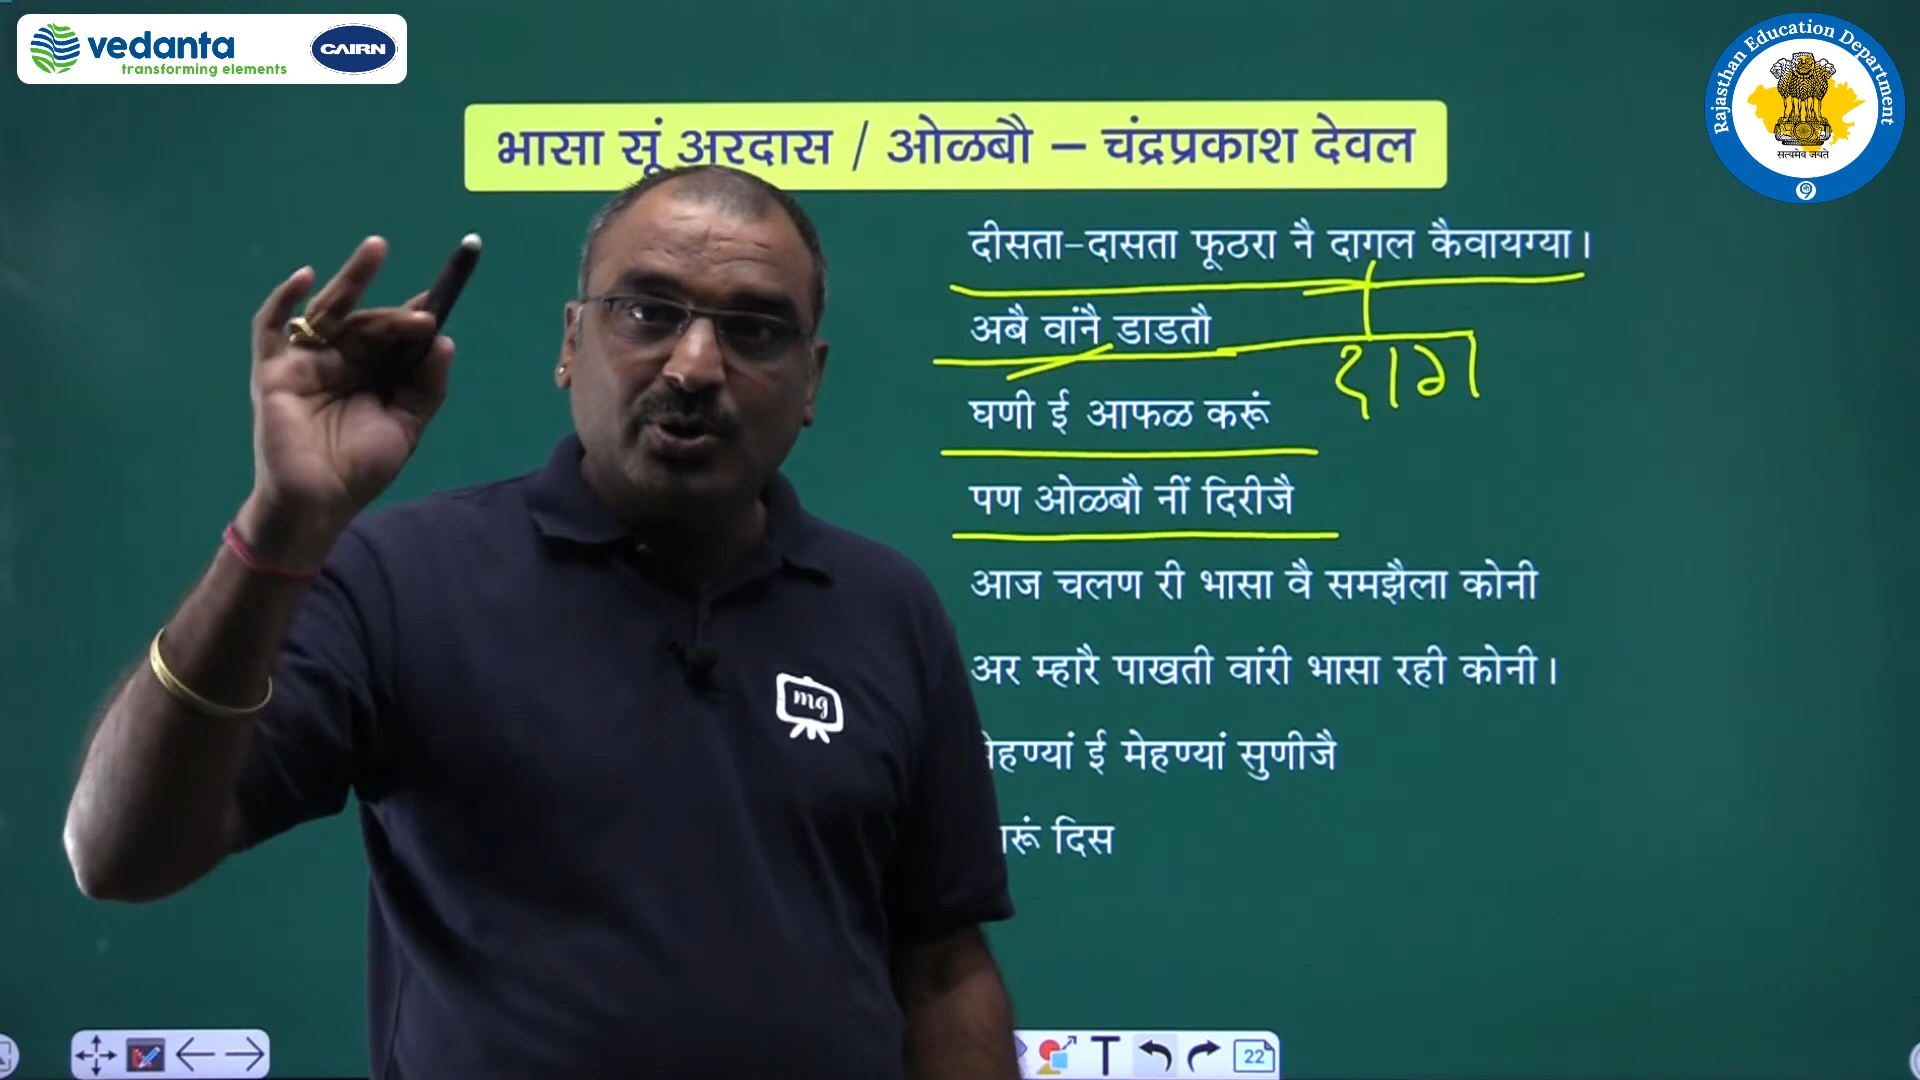 vedanta
transforming elements
CAIRN
Rajasthan Education Department
सत्यमेव जयते
भासा सूं अरदास / ओळबौ – चंद्रप्रकाश देवल
दीसता-दासता फूठरा नै दागल कैवायग्या।
अबै वांनै डाडतौ
दाग
घणी ई आफळ करूं
पण ओळबौ नीं दिरीजै
आज चलण री भासा वै समझैला कोनी
अर म्हारै पाखती वांरी भासा रही कोनी।
ई मेहण्यां सुणीजै
दिस
mg
T
22